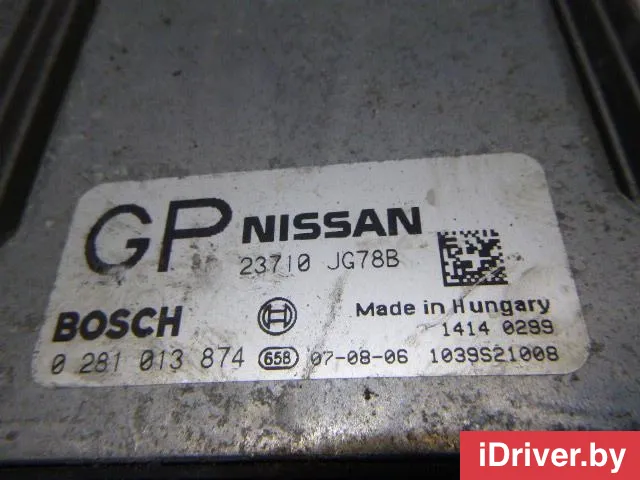 GP NISSAN
23710 JG78B
BOSCH
Made in Hungary
1414 0299
0 281 013 874 658 07-08-06 1039S21008
iDriver.by